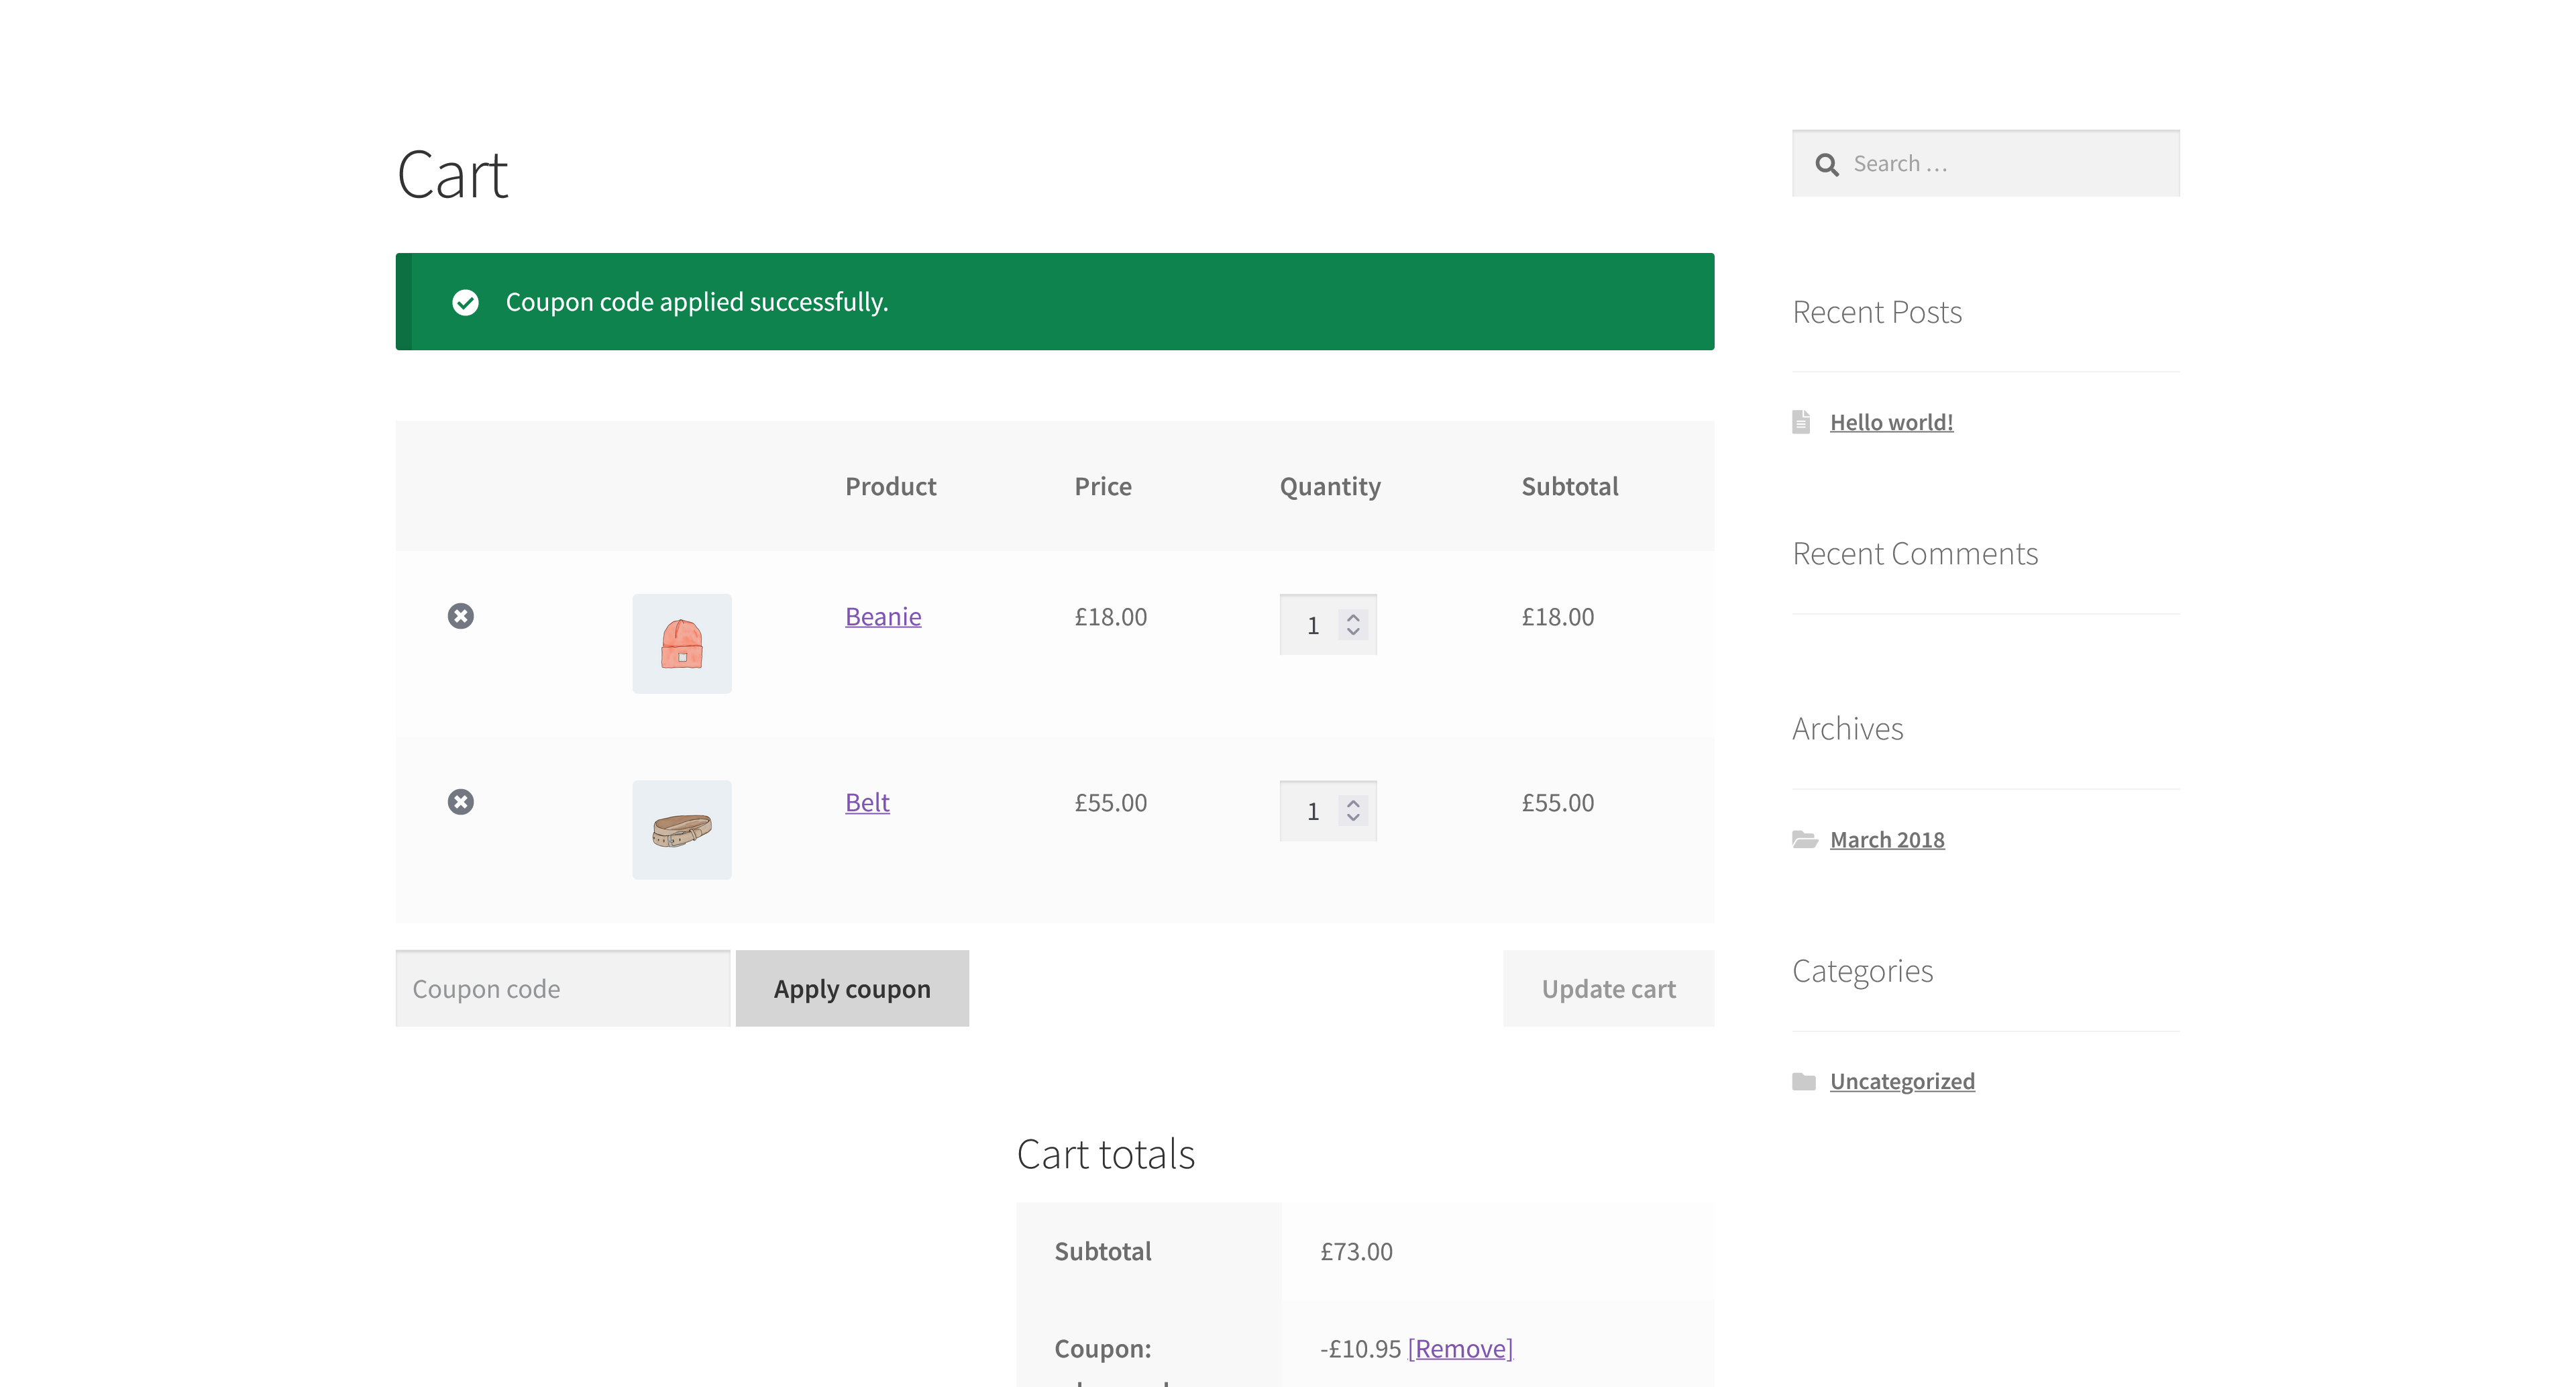 Cart
Search …
Coupon code applied successfully.
Product Price Quantity Subtotal
Beanie £18.00 1 £18.00
Belt £55.00 1 £55.00
Coupon code Apply coupon Update cart
Cart totals
Subtotal £73.00
Coupon: -£10.95 [Remove]
Recent Posts
Hello world!
Recent Comments
Archives
March 2018
Categories
Uncategorized